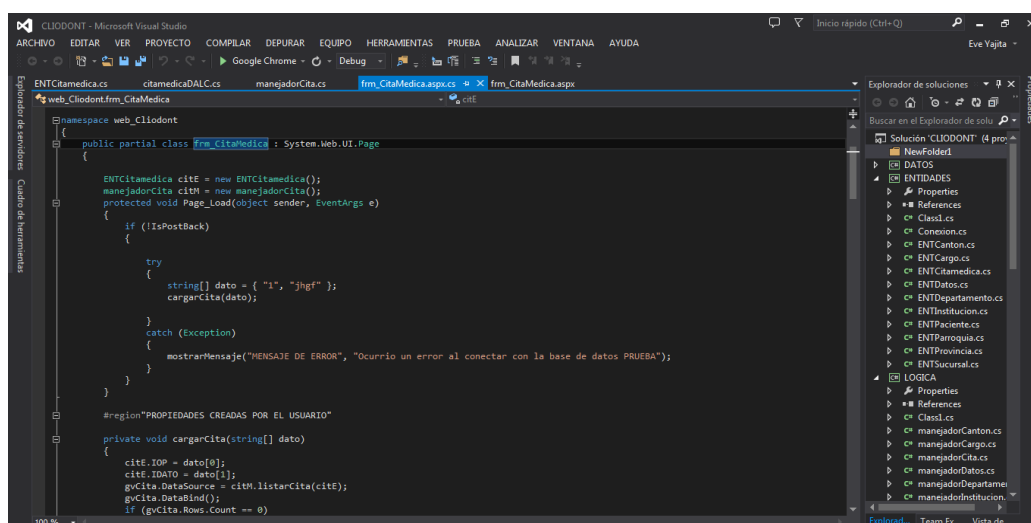 CLIODONT - Microsoft Visual Studio
Inicio rápido (Ctrl+Q)
ARCHIVO EDITAR VER PROYECTO COMPILAR DEPURAR EQUIPO HERRAMIENTAS PRUEBA ANALIZAR VENTANA AYUDA
Eve Yajita
Google Chrome Debug
Explorador de servidores
Cuadro de herramientas
ENTCitamedica.cs citamedicaDALC.cs manejadorCita.cs frm_CitaMedica.aspx.cs frm_CitaMedica.aspx
web_Cliodont.frm_CitaMedica citE
namespace web_Cliodont
{
public partial class frm_CitaMedica : System.Web.UI.Page
{
ENTCitamedica citE = new ENTCitamedica();
manejadorCita citM = new manejadorCita();
protected void Page_Load(object sender, EventArgs e)
{
if (!IsPostBack)
{
try
{
string[] dato = { "1", "jhgf" };
cargarCita(dato);
}
catch (Exception)
{
mostrarMensaje("MENSAJE DE ERROR", "Ocurrio un error al conectar con la base de datos PRUEBA");
}
}
}
#region"PROPIEDADES CREADAS POR EL USUARIO"
private void cargarCita(string[] dato)
{
citE.IOP = dato[0];
citE.IDATO = dato[1];
gvCita.DataSource = citM.listarCita(citE);
gvCita.DataBind();
if (gvCita.Rows.Count == 0)
100 %
Explorador de soluciones
Buscar en el Explorador de solu
Solución 'CLIODONT' (4 proy
NewFolder1
DATOS
ENTIDADES
Properties
References
Class1.cs
Conexion.cs
ENTCanton.cs
ENTCargo.cs
ENTCitamedica.cs
ENTDatos.cs
ENTDepartamento.cs
ENTInstitucion.cs
ENTPaciente.cs
ENTParroquia.cs
ENTProvincia.cs
ENTSucursal.cs
LOGICA
Properties
References
Class1.cs
manejadorCanton.cs
manejadorCargo.cs
manejadorCita.cs
manejadorDatos.cs
manejadorDepartamen
manejadorInstitucion.
Explorad... Team Ex... Vista de...
Propiedades